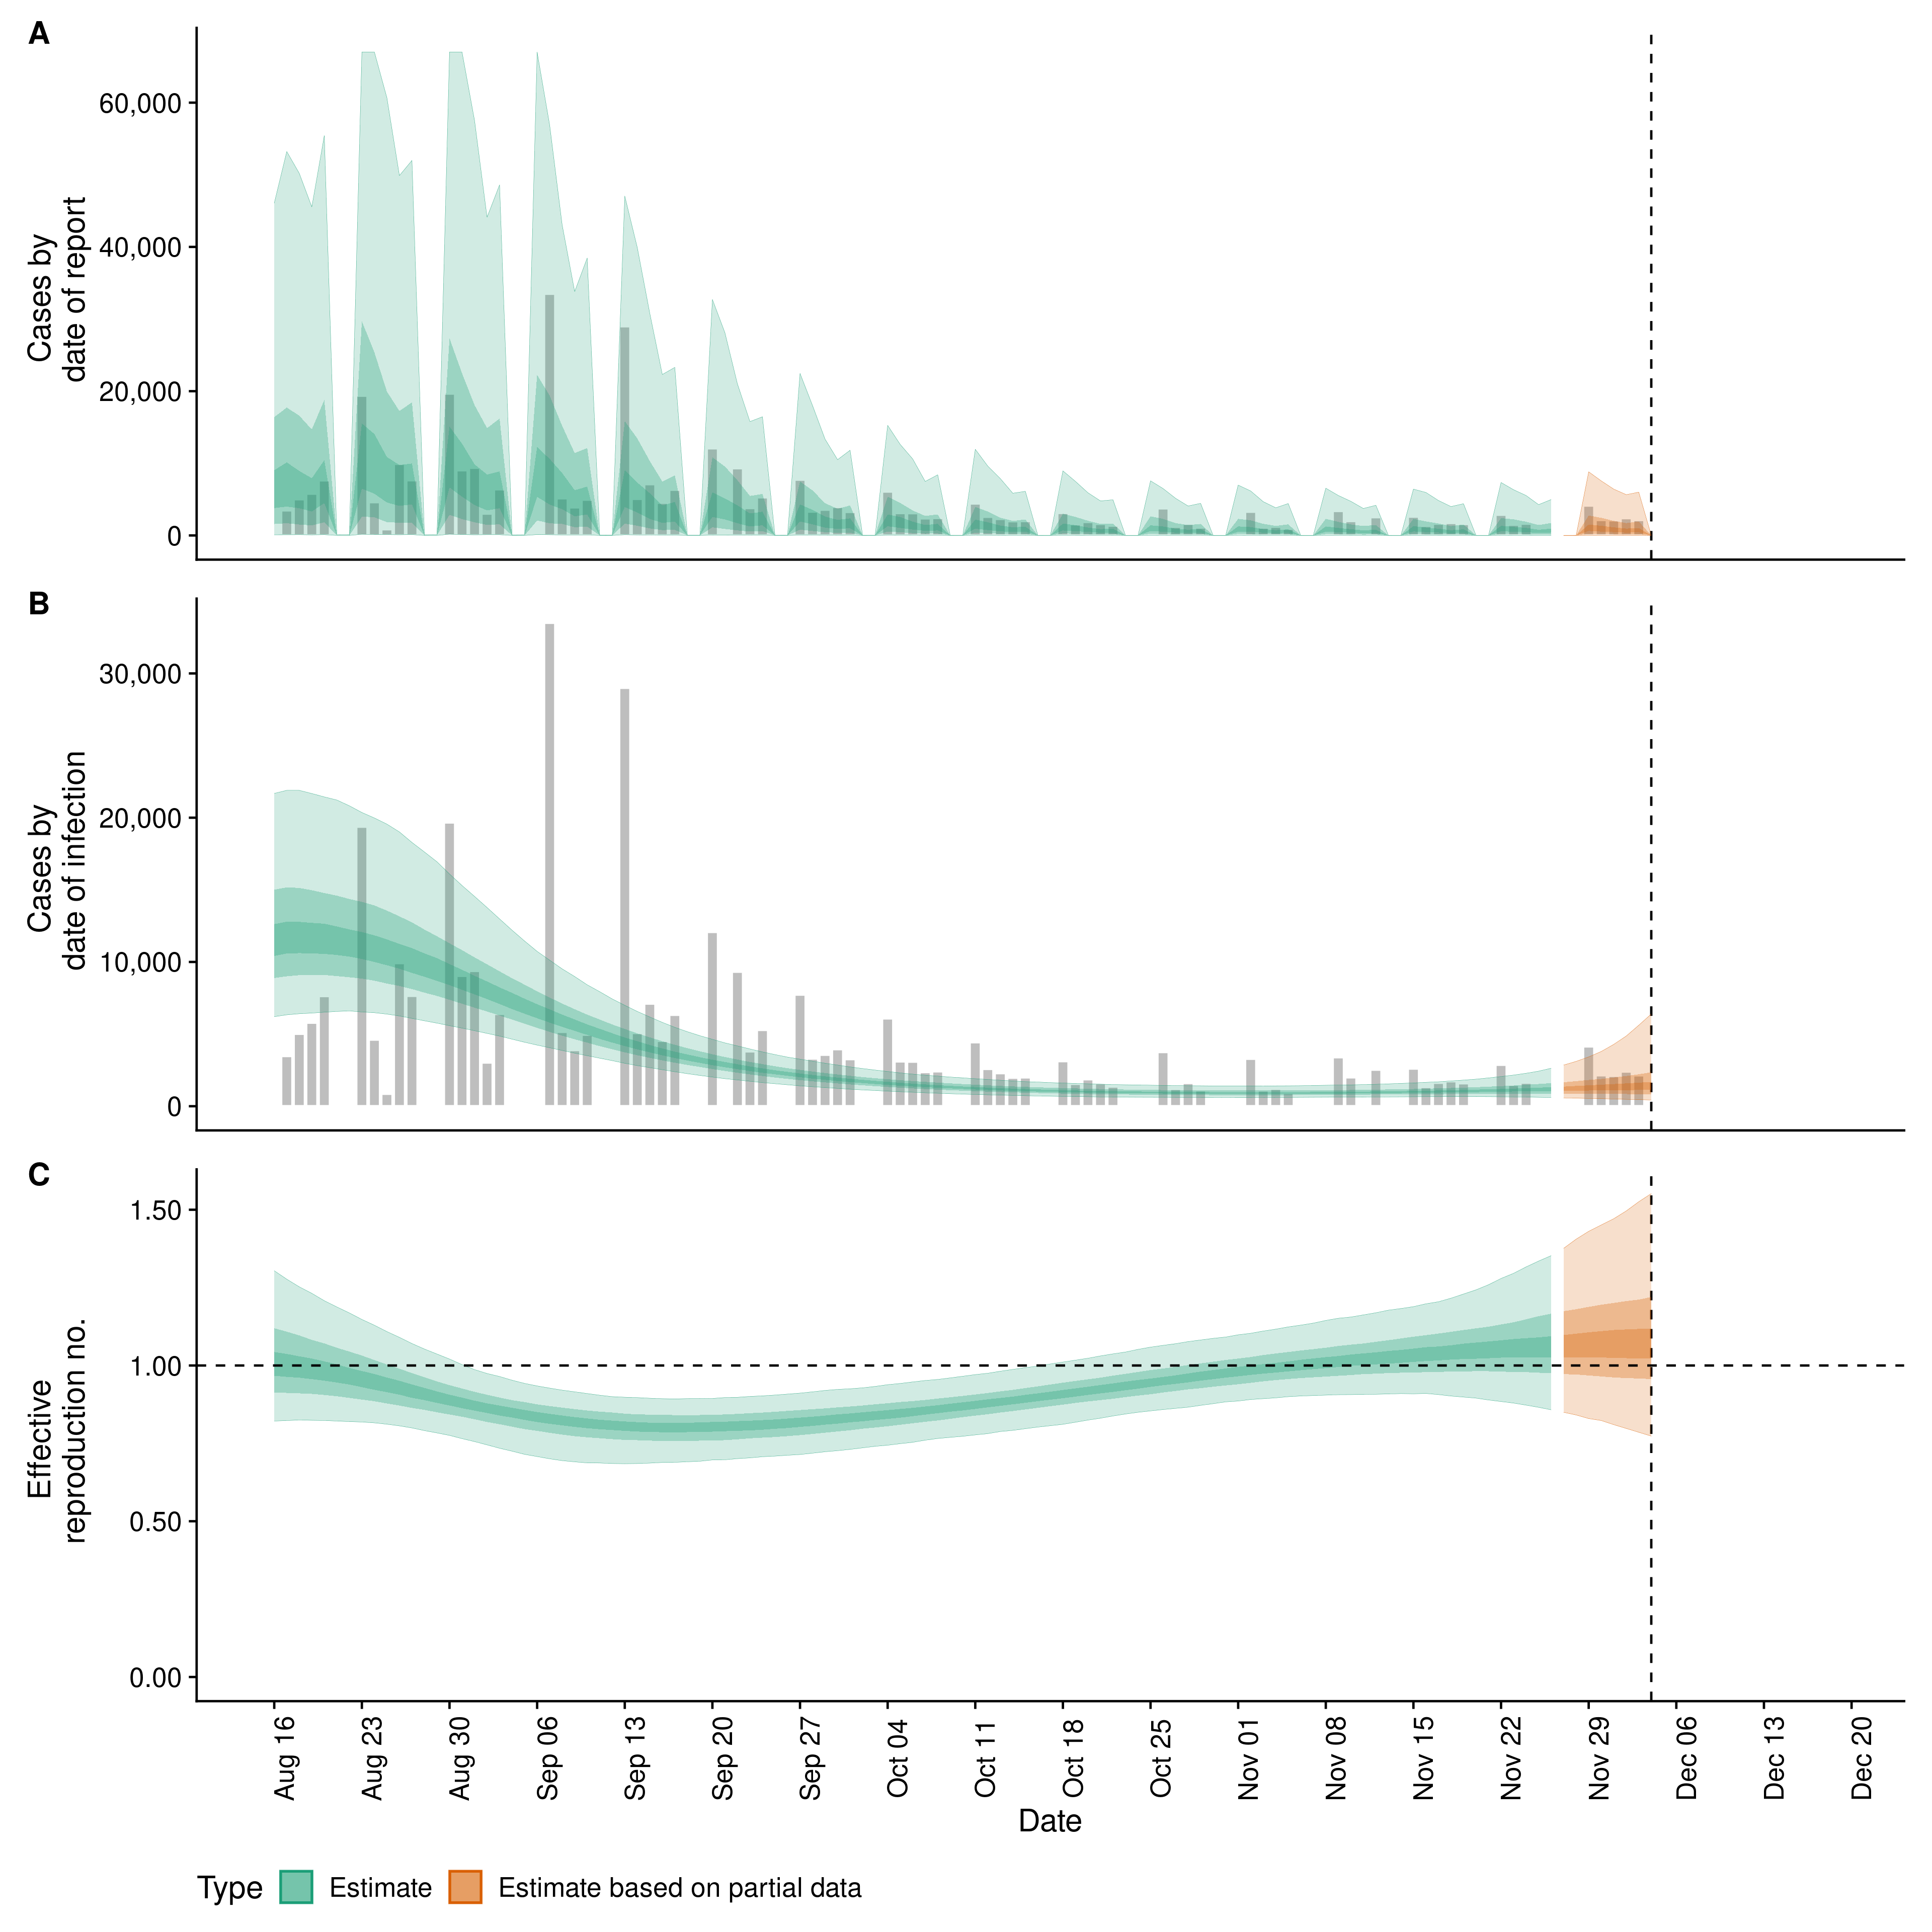 A
60,000
40,000
20,000
0
Cases by
date of report
B
30,000
20,000
10,000
0
Cases by
date of infection
C
1.50
1.00
0.50
0.00
Effective
reproduction no.
Aug 16
Aug 23
Aug 30
Sep 06
Sep 13
Sep 20
Sep 27
Oct 04
Oct 11
Oct 18
Oct 25
Nov 01
Nov 08
Nov 15
Nov 22
Nov 29
Dec 06
Dec 13
Dec 20
Date
Type Estimate Estimate based on partial data